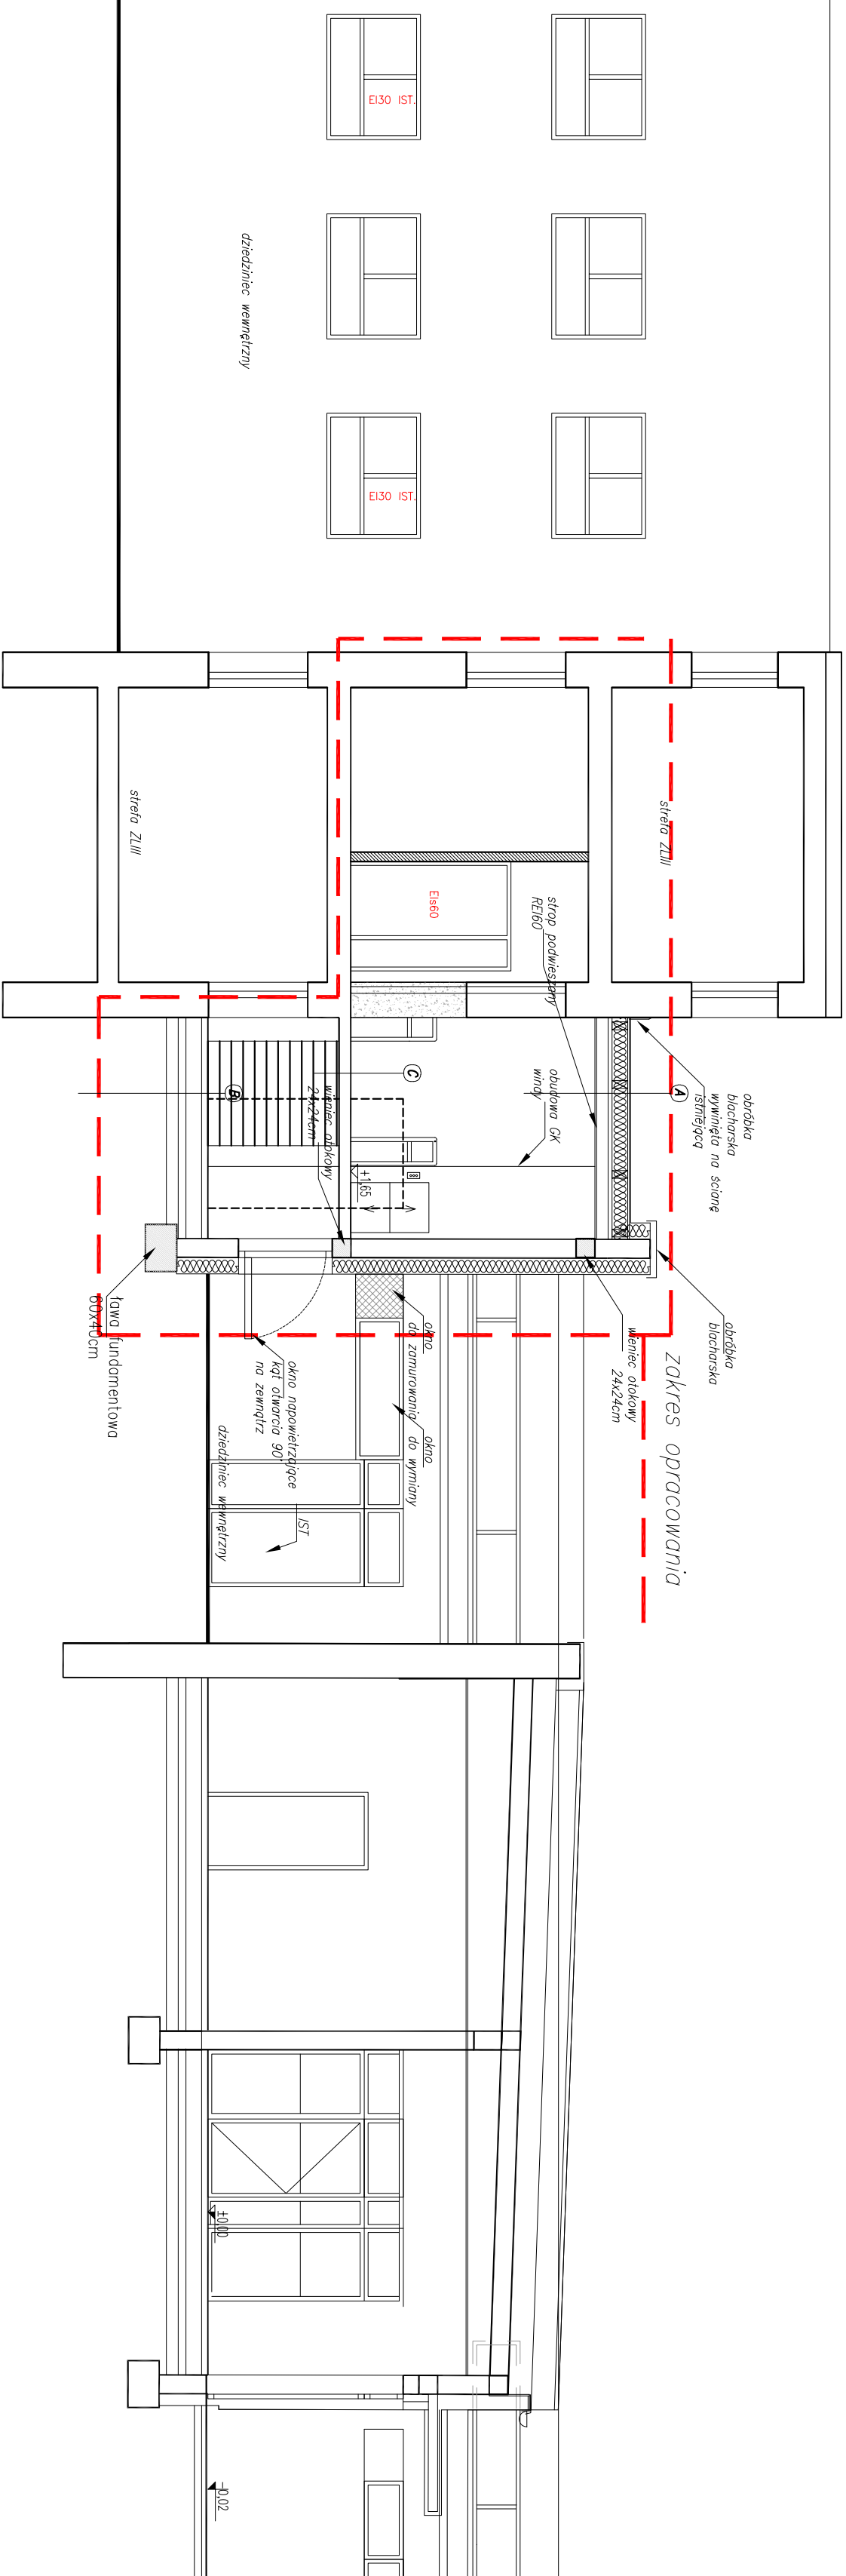 EI30 IST.
EI30 IST.
dziedziniec wewnętrzny
strefa ZLIII
strefa ZLIII
EIs60
strop podwieszany
REI60
obróbka
blacharska
wywinięta na ścianę
istniejącą
A
B
C
obudowa GK
windy
wieniec otokowy
24x24cm
+1,65
obróbka
blacharska
wieniec otokowy
24x24cm
zakres opracowania
ława fundamentowa
60x40cm
okno
do zamurowania
okno
do wymiany
okno napowietrzające
kąt otwarcia 90°
na zewnątrz
IST
dziedziniec wewnętrzny
±0,00
-0,02